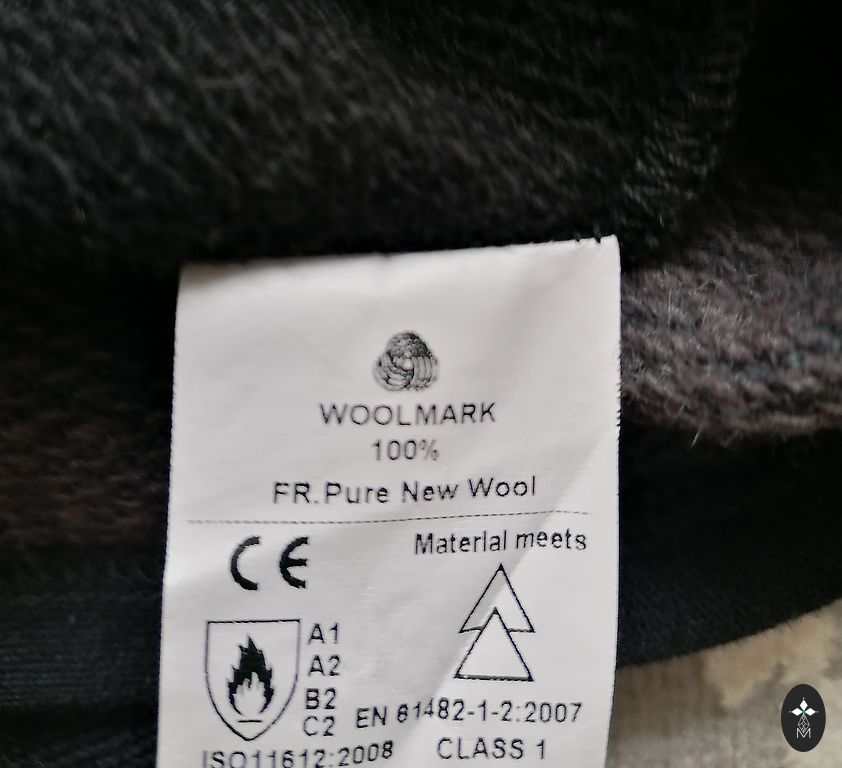 WOOLMARK
100%
FR.Pure New Wool
CE
Material meets
A1
A2
B2
C2
EN 61482-1-2:2007
ISO11612:2008
CLASS 1
M